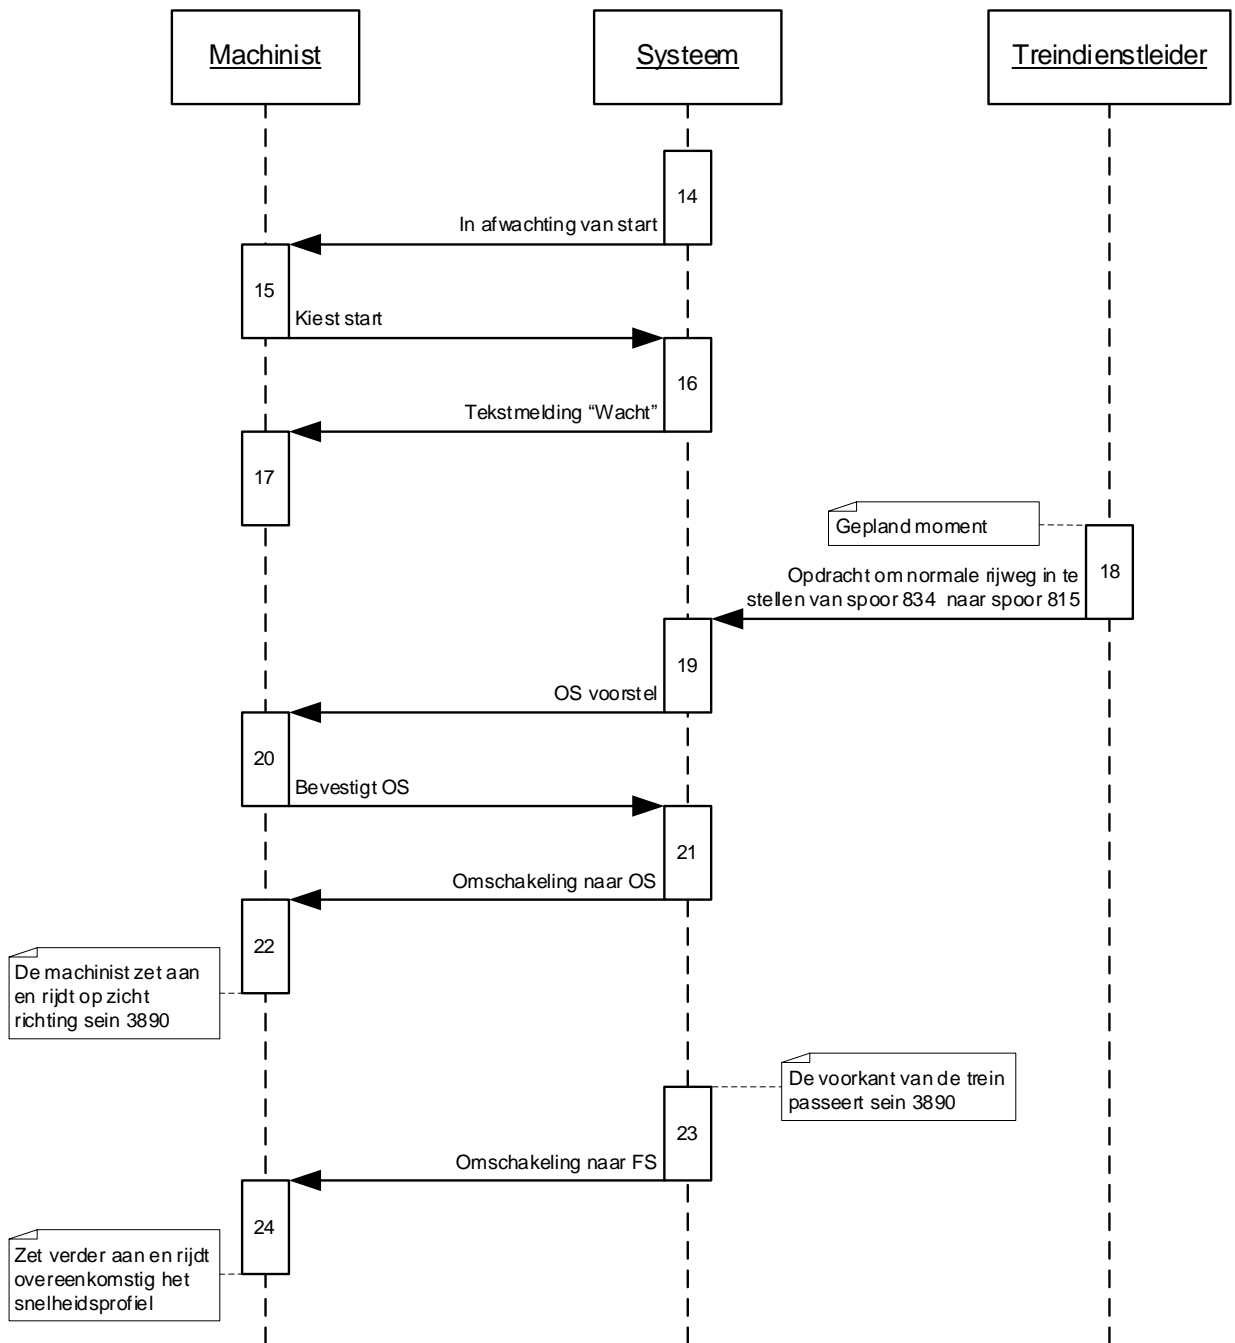 Machinist
Systeem
Treindienstleider
14
In afwachting van start
15
Kiest start
16
Tekstmelding “Wacht”
17
Gepland moment
18
Opdracht om normale rijweg in te
stellen van spoor 834 naar spoor 815
19
OS voorstel
20
Bevestigt OS
21
Omschakeling naar OS
22
De machinist zet aan
en rijdt op zicht
richting sein 3890
De voorkant van de trein
passeert sein 3890
23
Omschakeling naar FS
24
Zet verder aan en rijdt
overeenkomstig het
snelheidsprofiel